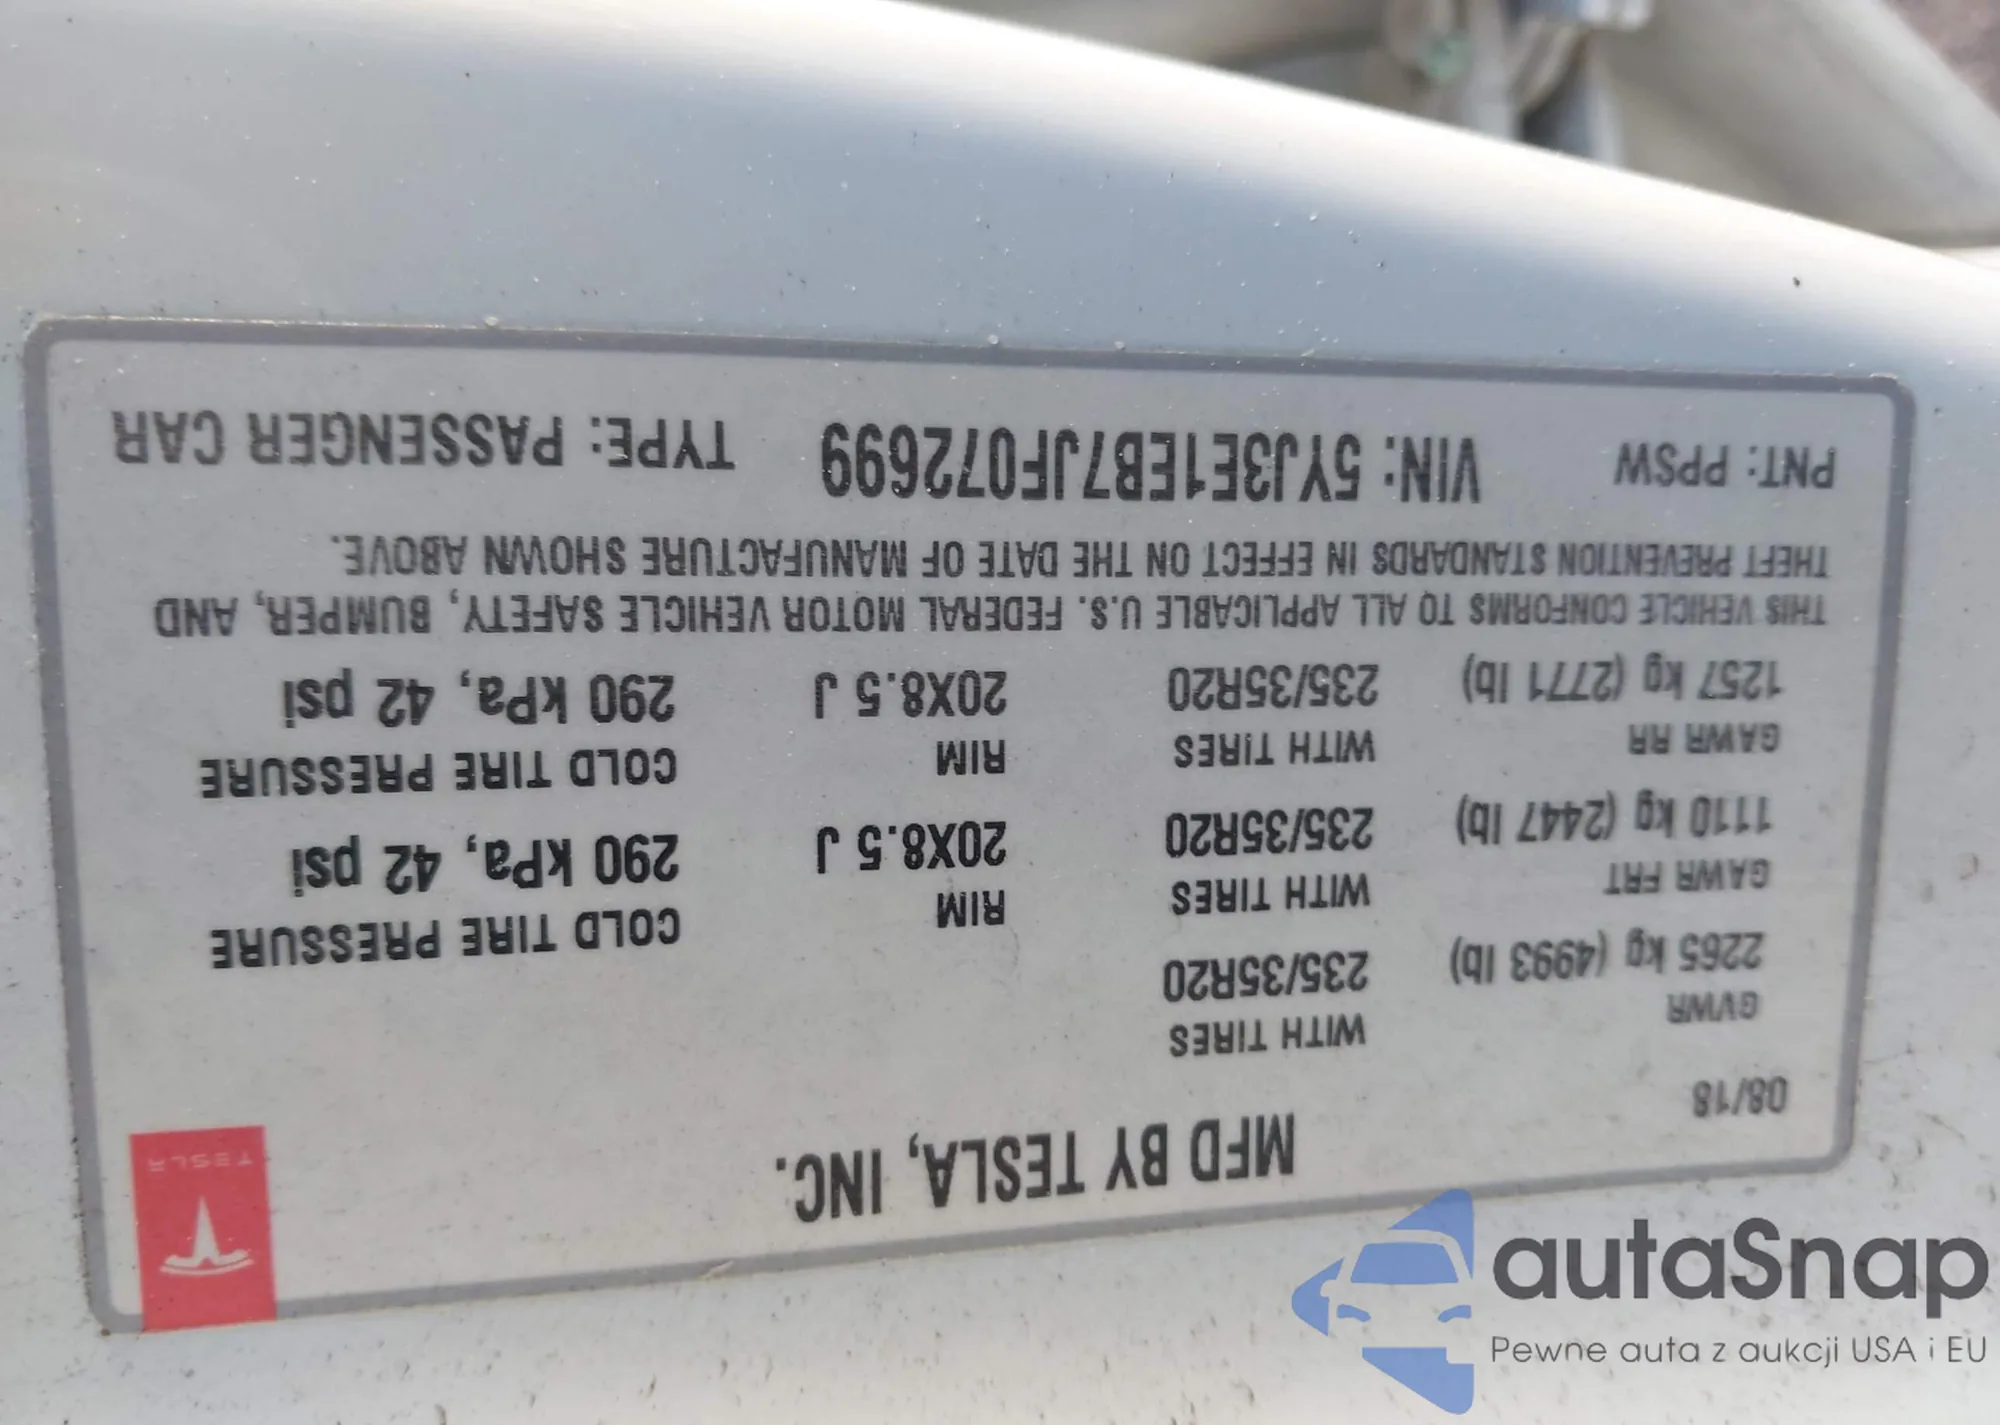 MFD BY TESLA, INC.
TESLA
08/18
GVWR WITH TIRES
2265 kg (4993 lb) 235/35R20
GAWR FRT WITH TIRES RIM COLD TIRE PRESSURE
1110 kg (2447 lb) 235/35R20 20X8.5 J 290 kPa, 42 psi
GAWR RR WITH TIRES RIM COLD TIRE PRESSURE
1257 kg (2771 lb) 235/35R20 20X8.5 J 290 kPa, 42 psi
THIS VEHICLE CONFORMS TO ALL APPLICABLE U.S. FEDERAL MOTOR VEHICLE SAFETY, BUMPER, AND
THEFT PREVENTION STANDARDS IN EFFECT ON THE DATE OF MANUFACTURE SHOWN ABOVE.
PNT: PPSW VIN: 5YJ3E1EB7JF072699 TYPE: PASSENGER CAR
autaSnap
Pewne auta z aukcji USA i EU